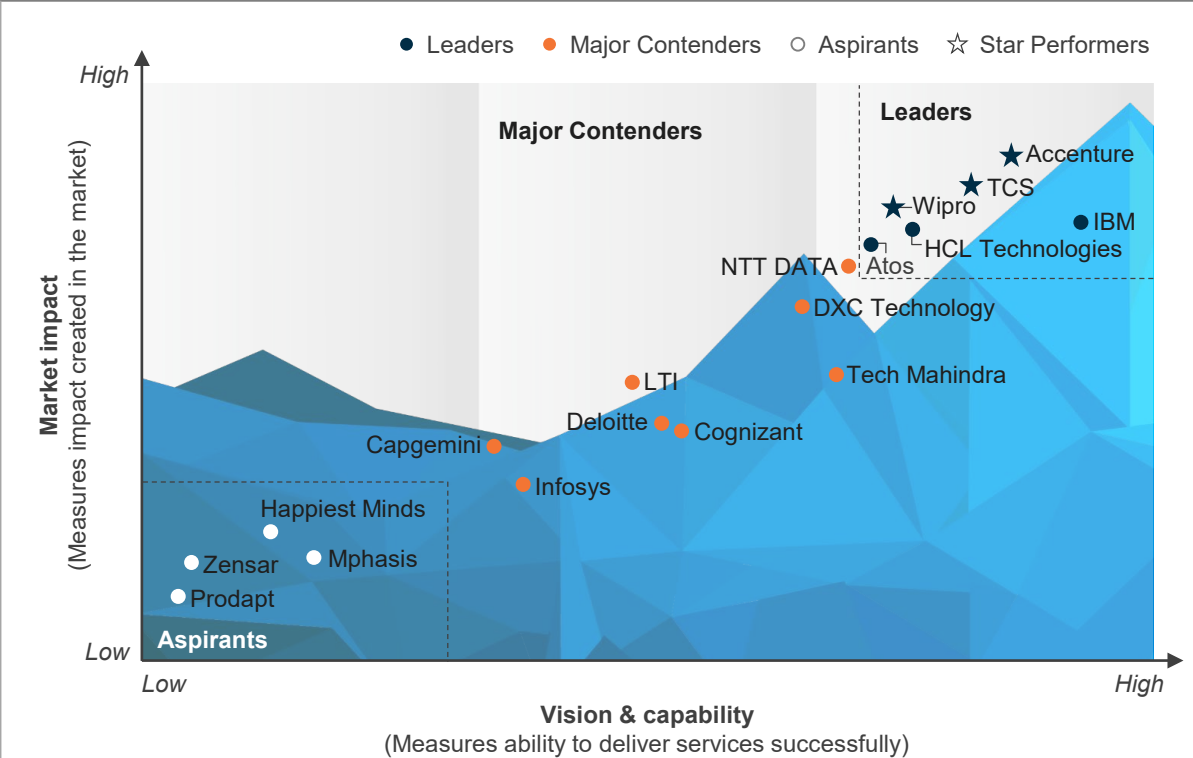 Leaders
Major Contenders
Aspirants
Star Performers
High
Major Contenders
Leaders
Accenture
TCS
Wipro
IBM
HCL Technologies
NTT DATA
Atos
DXC Technology
LTI
Tech Mahindra
Deloitte
Cognizant
Capgemini
Infosys
Happiest Minds
Zensar
Mphasis
Prodapt
Aspirants
Market impact
(Measures impact created in the market)
Low
Low
High
Vision & capability
(Measures ability to deliver services successfully)